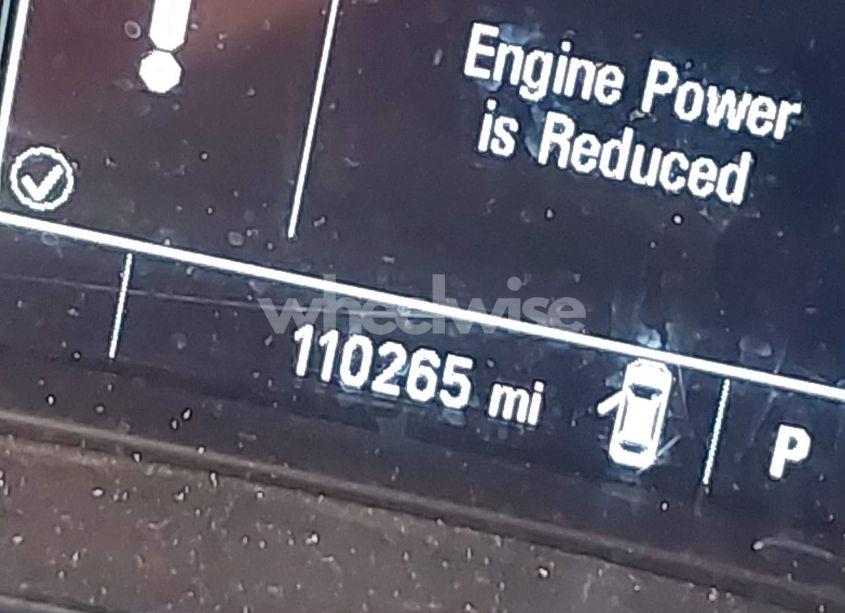 Engine Power
is Reduced
wheelwise
110265 mi
P